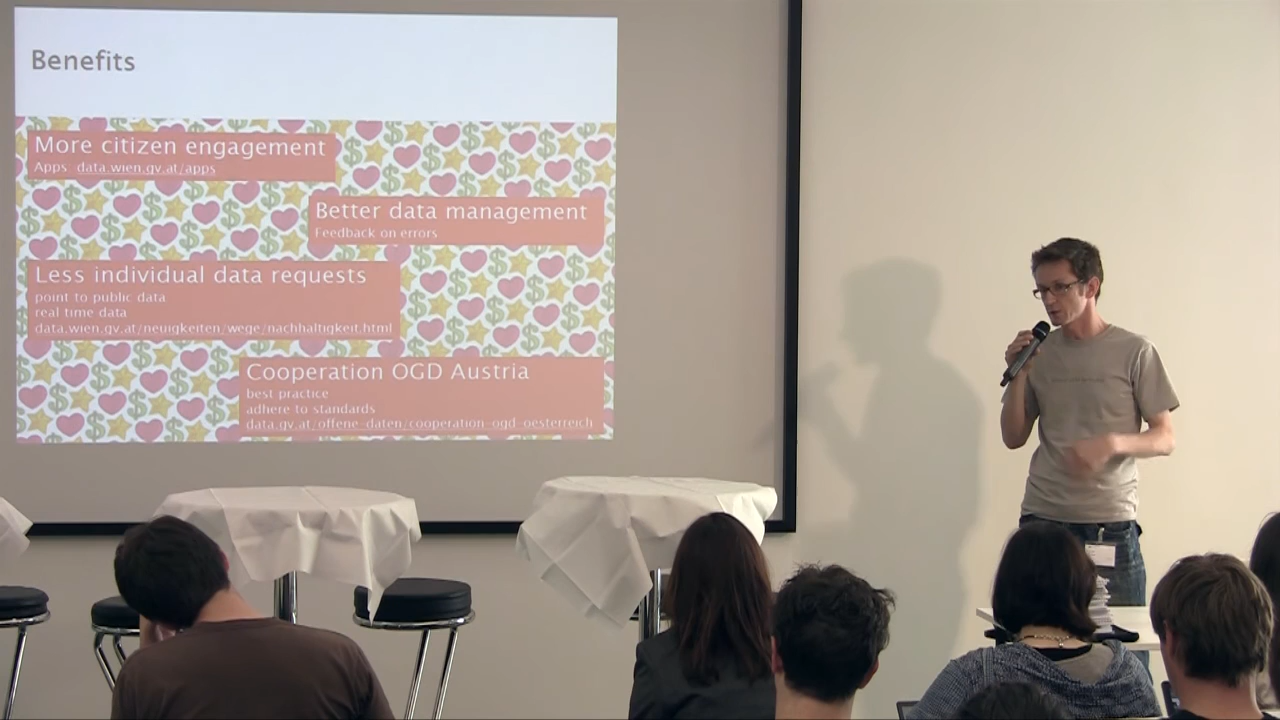 Benefits
More citizen engagement
Apps data.wien.gv.at/apps
Better data management
Feedback on errors
Less individual data requests
point to public data
real time data
data.wien.gv.at/neuigkeiten/wege/nachhaltigkeit.html
Cooperation OGD Austria
best practice
adhere to standards
data.gv.at/offene-daten/cooperation-ogd-oesterreich